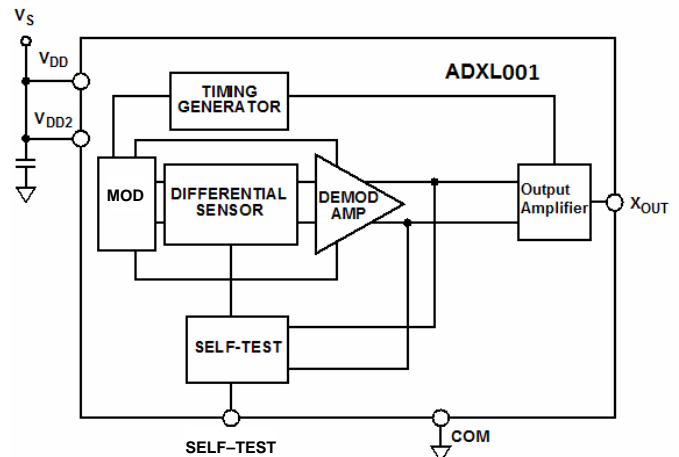 VS
VDD
ADXL001
TIMING
GENERATOR
VDD2
MOD
DIFFERENTIAL
SENSOR
DEMOD
AMP
Output
Amplifier
XOUT
SELF-TEST
COM
SELF–TEST